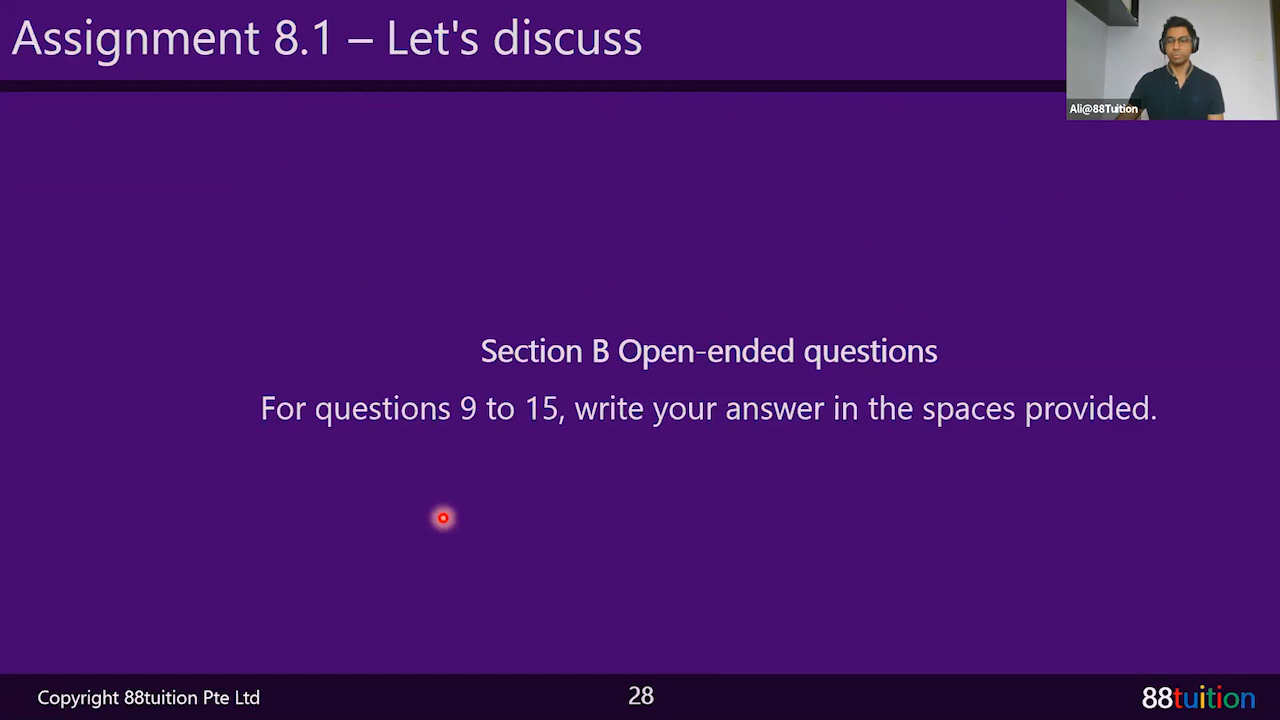 Assignment 8.1 – Let's discuss
Ali@88Tuition
Section B Open-ended questions
For questions 9 to 15, write your answer in the spaces provided.
Copyright 88tuition Pte Ltd
28
88tuition